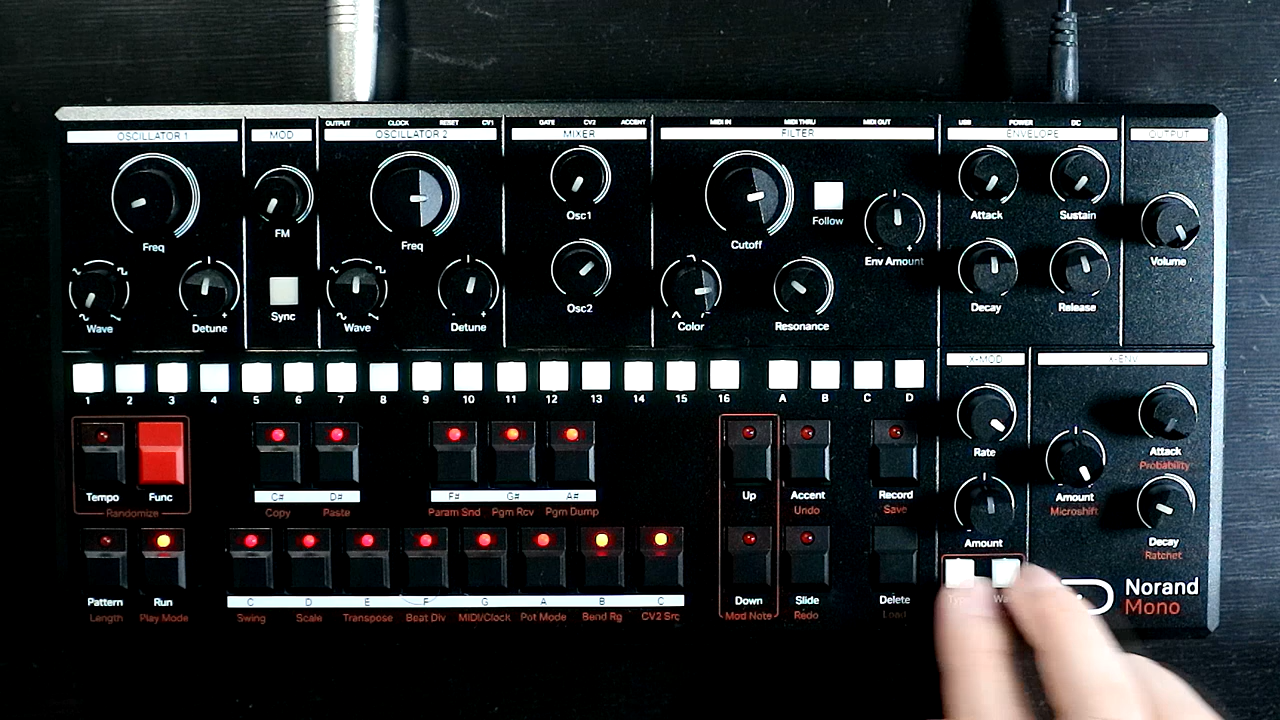 OUTPUT CLOCK RESET CV1 GATE CV2 ACCENT MIDI IN MIDI THRU MIDI OUT USB POWER DC
OSCILLATOR 1 MOD OSCILLATOR 2 MIXER FILTER ENVELOPE OUTPUT
Freq FM Freq Osc1 Cutoff Follow Env Amount Attack Sustain Volume
Wave Detune Sync Wave Detune Osc2 Color Resonance Decay Release
- + - + - +
1 2 3 4 5 6 7 8 9 10 11 12 13 14 15 16 A B C D
X-MOD X-ENV
Rate Amount Attack
Microshift Probability
Tempo Func C# D# F# G# A# Up Accent Record
Randomize Copy Paste Param Snd Pgm Rcv Pgm Dump Undo Save
Amount Decay
Ratchet
Pattern Run C D E F G A B C Down Slide Delete
Length Play Mode Swing Scale Transpose Beat Div MIDI/Clock Pot Mode Bend Rg CV2 Src Mod Note Redo Load
Norand
Mono